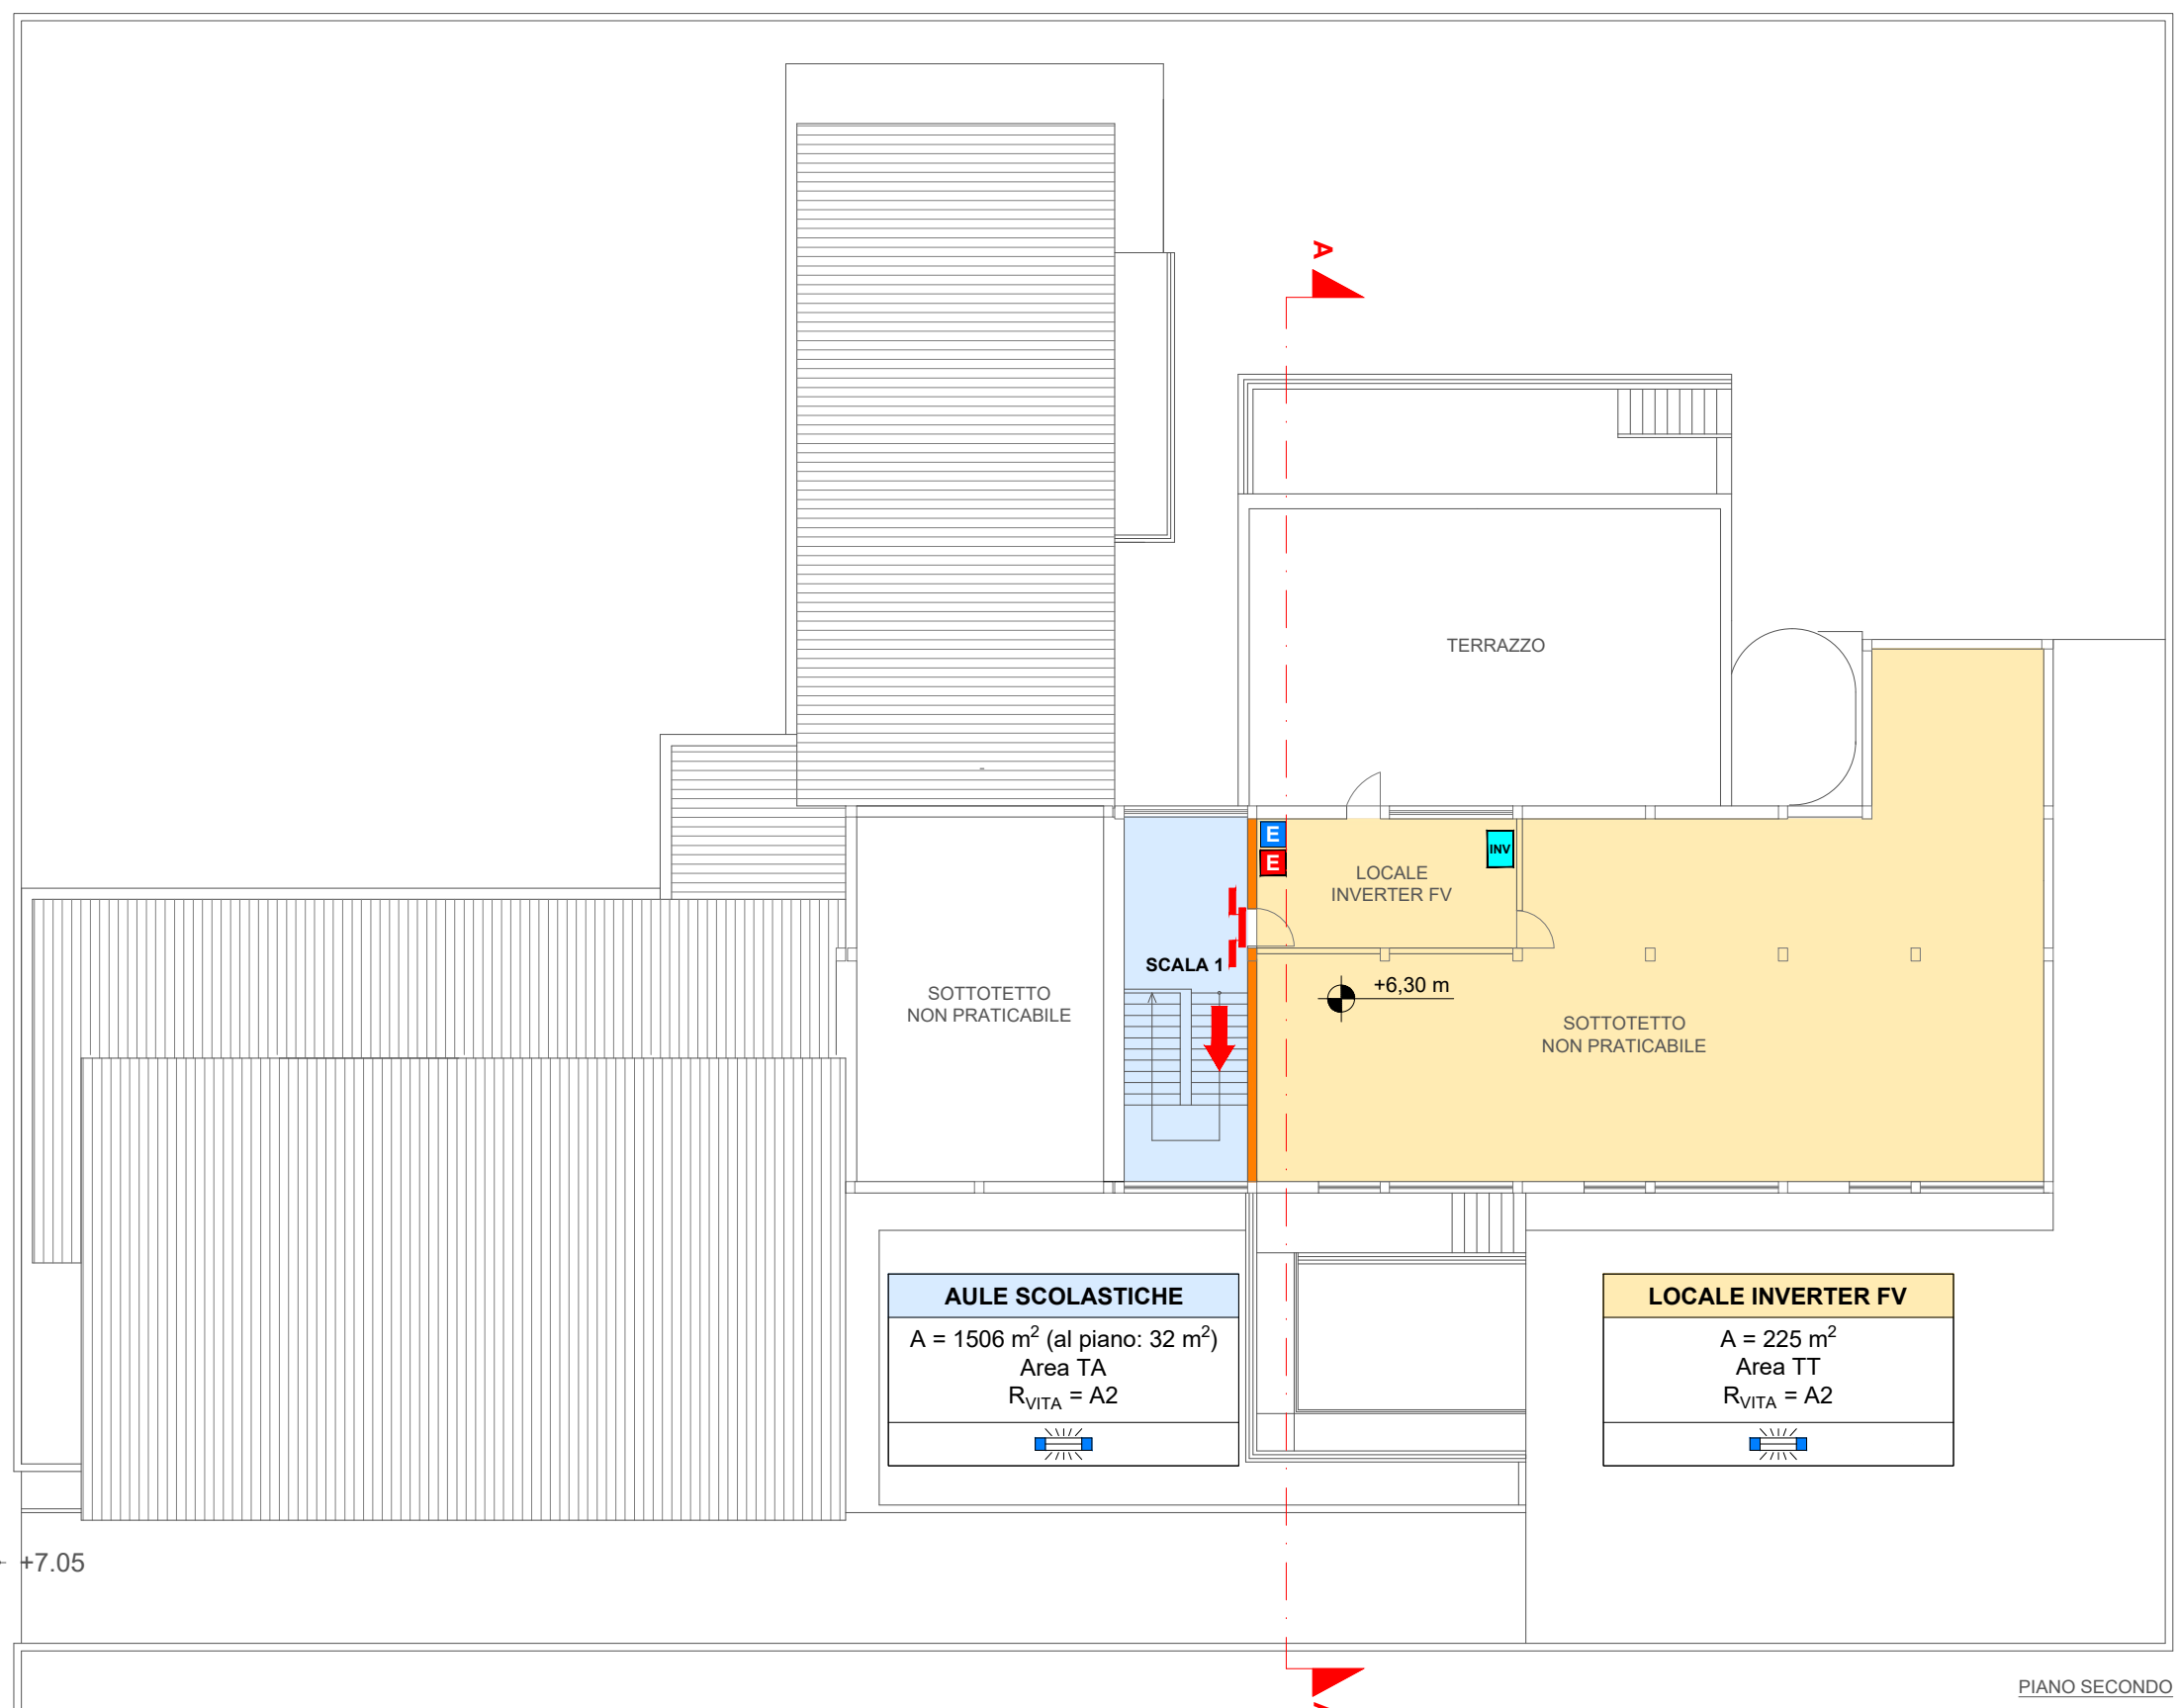 A
TERRAZZO
E
E
INV
LOCALE
INVERTER FV
SCALA 1
SOTTOTETTO
NON PRATICABILE
+6,30 m
SOTTOTETTO
NON PRATICABILE
AULE SCOLASTICHE
A = 1506 m² (al piano: 32 m²)
Area TA
R_VITA = A2
LOCALE INVERTER FV
A = 225 m²
Area TT
R_VITA = A2
+7.05
PIANO SECONDO